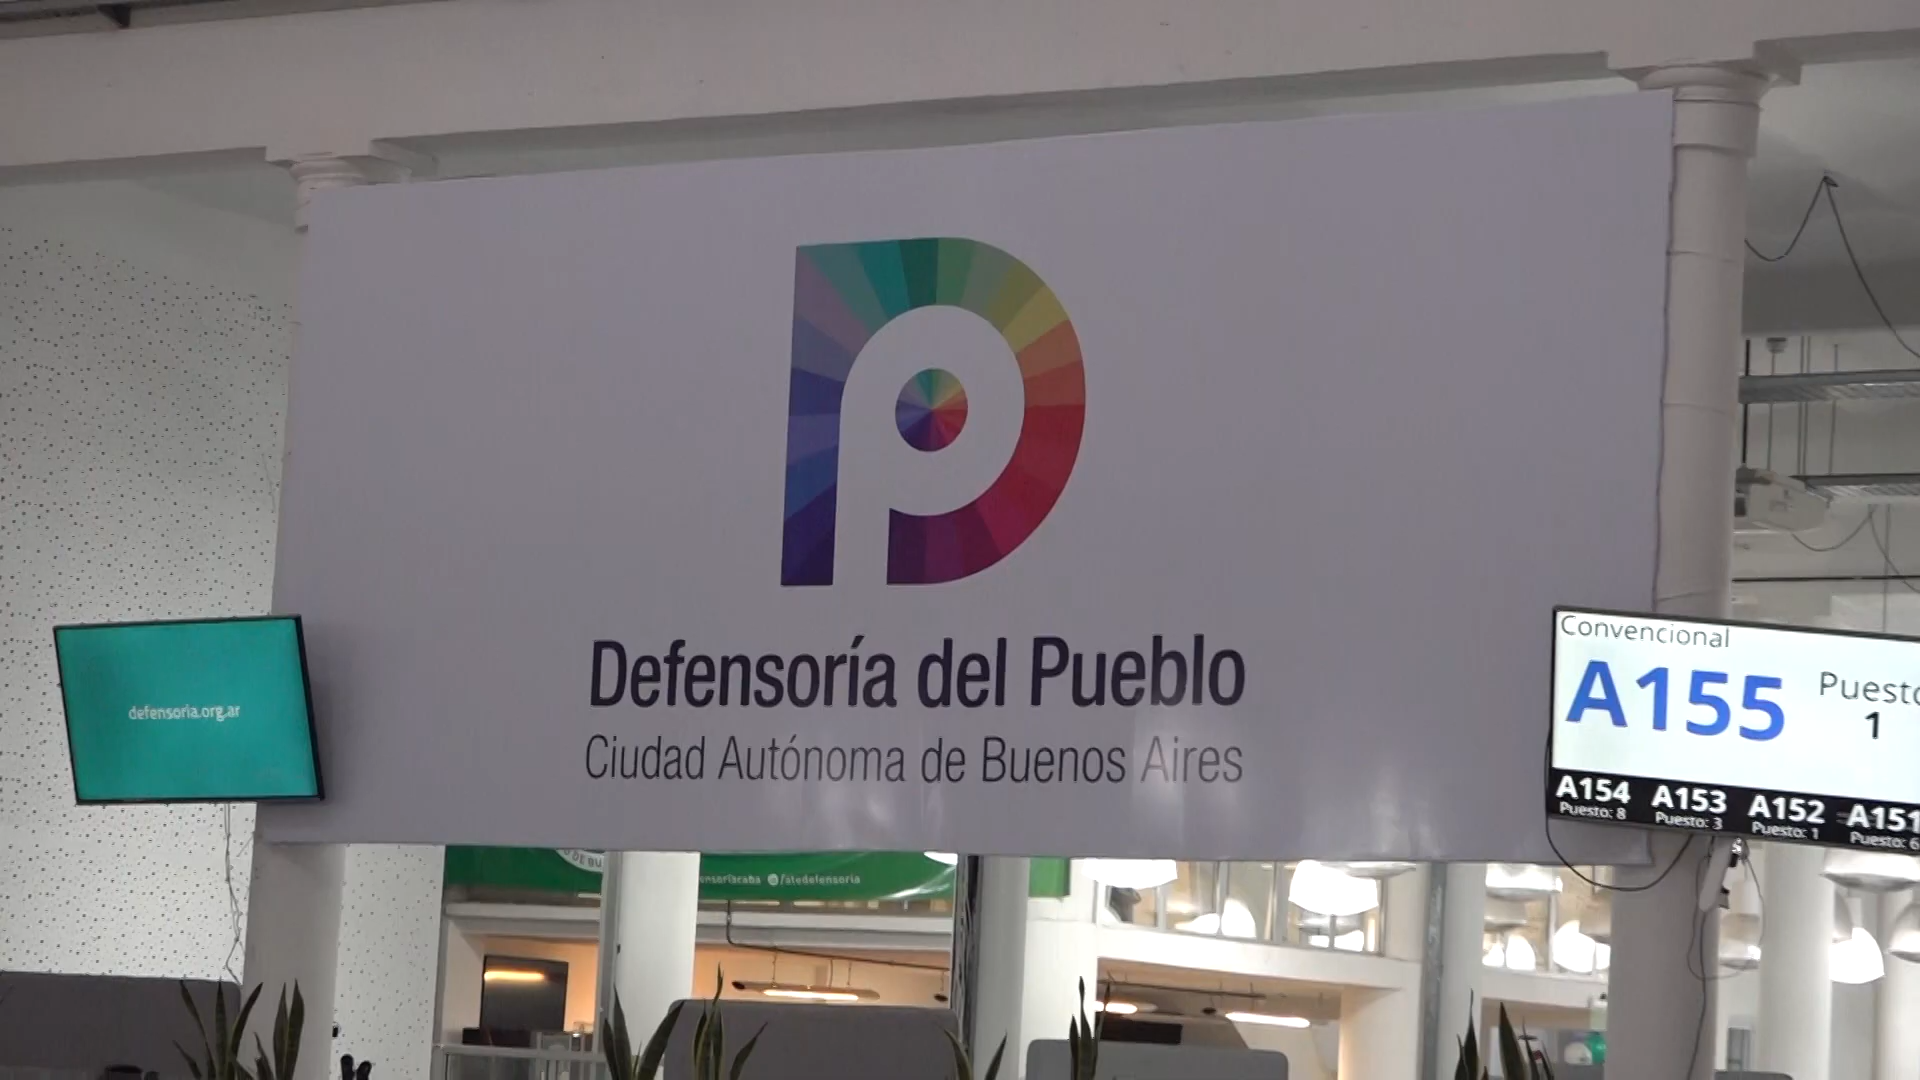 Defensoría del Pueblo
Ciudad Autónoma de Buenos Aires
defensoria.org.ar
Convencional
A155
Puesto
1
A154 A153 A152 A151
Puesto: 8 Puesto: 3 Puesto: 1 Puesto: 6
/atedefensoria